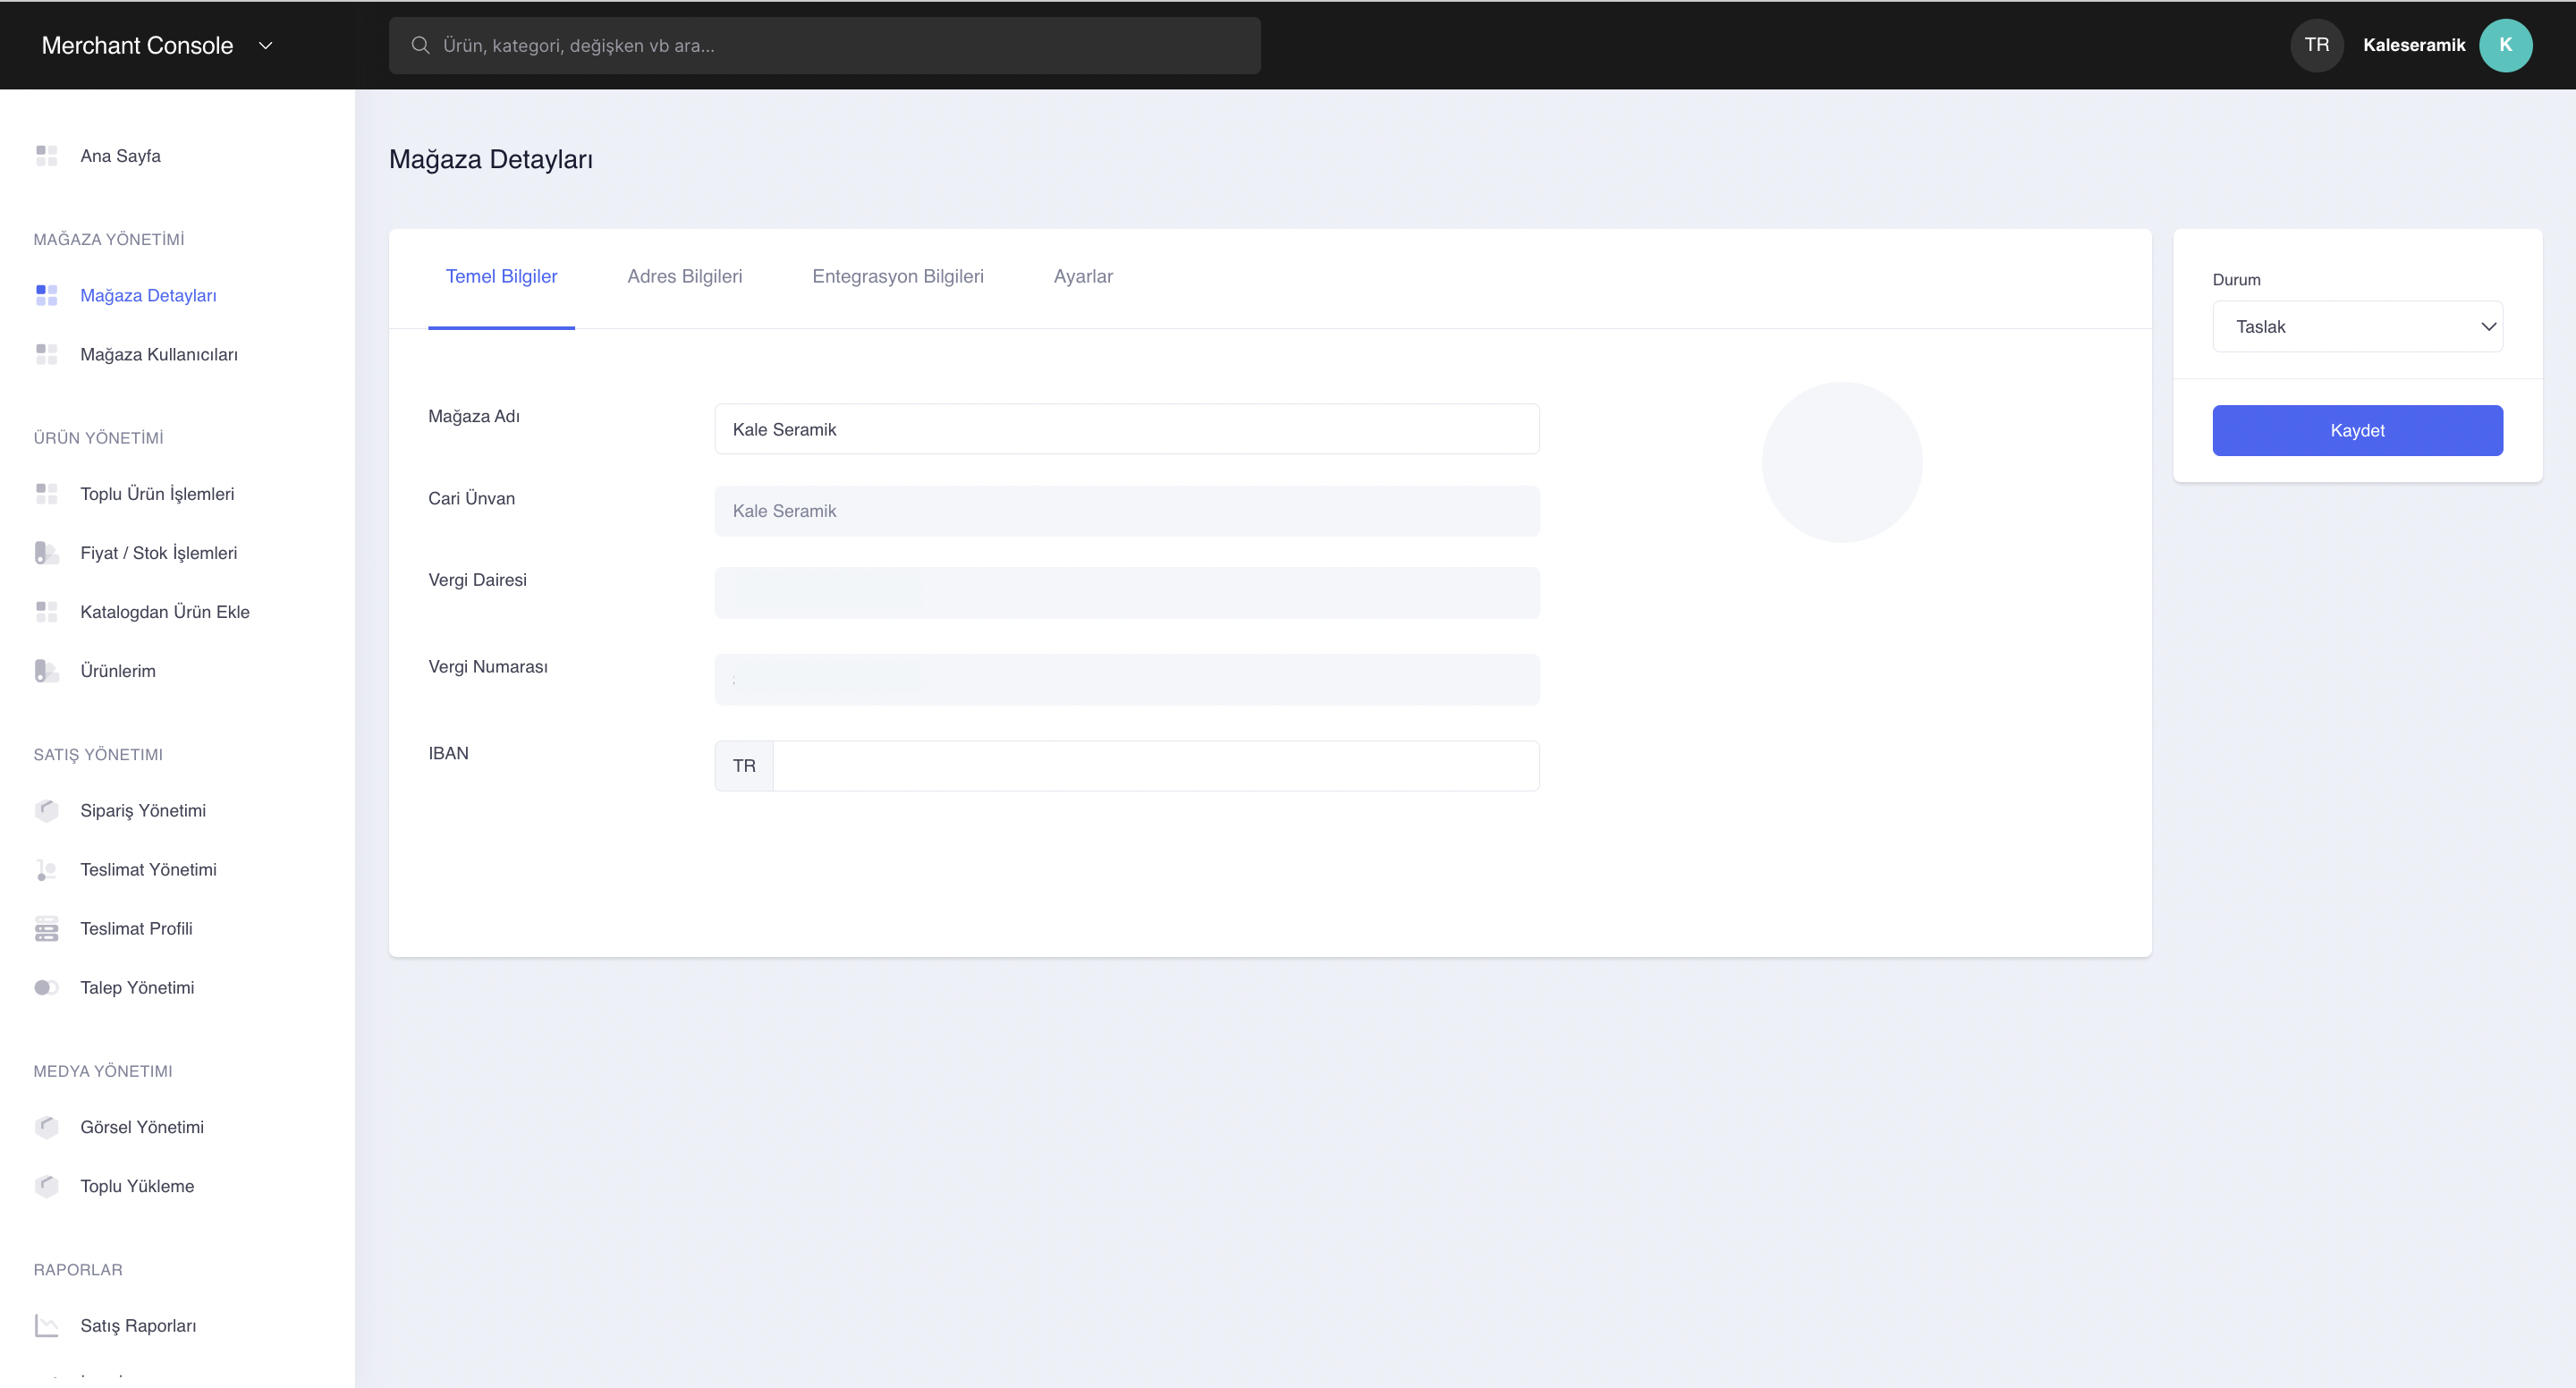 Merchant Console
Ürün, kategori, değişken vb ara...
TR
Kaleseramik
K
Ana Sayfa
MAĞAZA YÖNETİMİ
Mağaza Detayları
Mağaza Kullanıcıları
ÜRÜN YÖNETİMİ
Toplu Ürün İşlemleri
Fiyat / Stok İşlemleri
Katalogdan Ürün Ekle
Ürünlerim
SATIŞ YÖNETIMI
Sipariş Yönetimi
Teslimat Yönetimi
Teslimat Profili
Talep Yönetimi
MEDYA YÖNETIMI
Görsel Yönetimi
Toplu Yükleme
RAPORLAR
Satış Raporları
Mağaza Detayları
Temel Bilgiler
Adres Bilgileri
Entegrasyon Bilgileri
Ayarlar
Mağaza Adı
Kale Seramik
Cari Ünvan
Kale Seramik
Vergi Dairesi
Vergi Numarası
IBAN
TR
Durum
Taslak
Kaydet